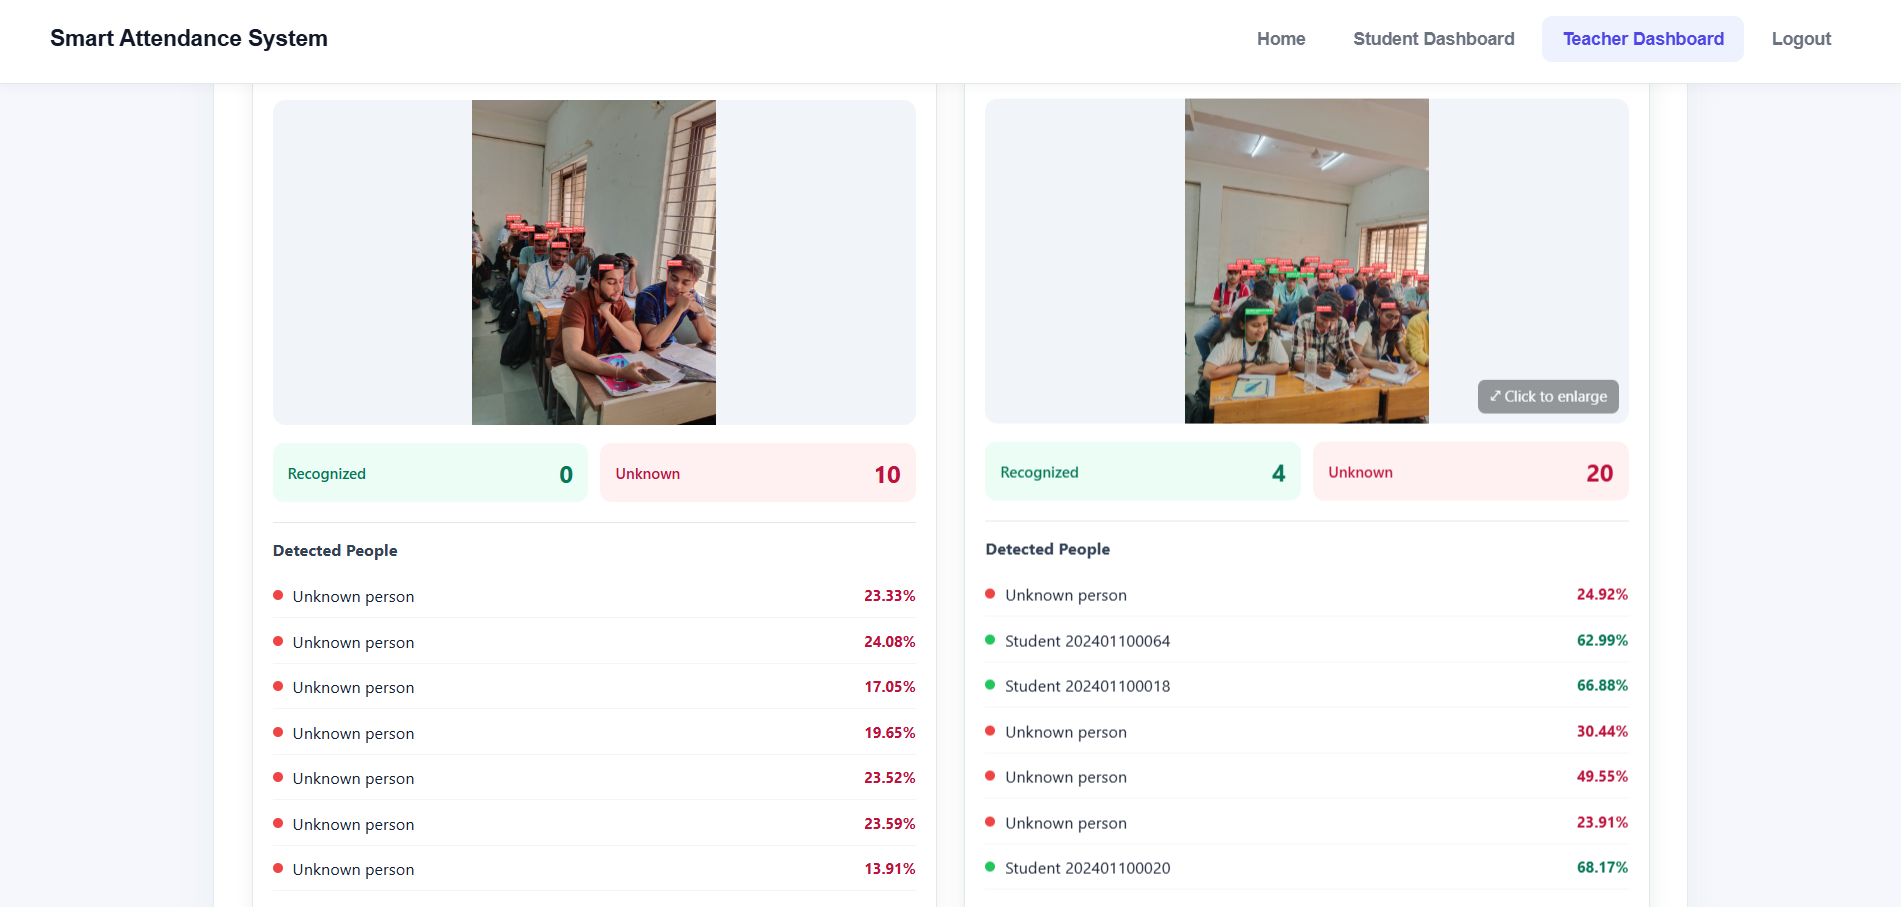 Smart Attendance System
Home
Student Dashboard
Teacher Dashboard
Logout
Click to enlarge
Recognized
0
Unknown
10
Detected People
Unknown person
23.33%
Unknown person
24.08%
Unknown person
17.05%
Unknown person
19.65%
Unknown person
23.52%
Unknown person
23.59%
Unknown person
13.91%
Recognized
4
Unknown
20
Detected People
Unknown person
24.92%
Student 202401100064
62.99%
Student 202401100018
66.88%
Unknown person
30.44%
Unknown person
49.55%
Unknown person
23.91%
Student 202401100020
68.17%